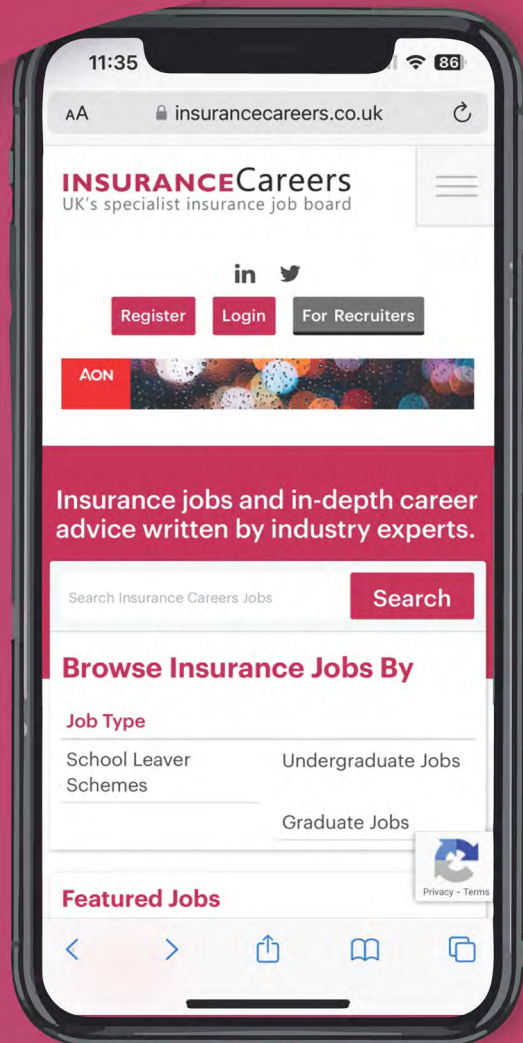 11:35
86
AA
insurancecareers.co.uk
INSURANCECareers
UK's specialist insurance job board
in
Register
Login
For Recruiters
AON
Insurance jobs and in-depth career
advice written by industry experts.
Search Insurance Careers Jobs
Search
Browse Insurance Jobs By
Job Type
School Leaver
Schemes
Undergraduate Jobs
Graduate Jobs
Privacy - Terms
Featured Jobs